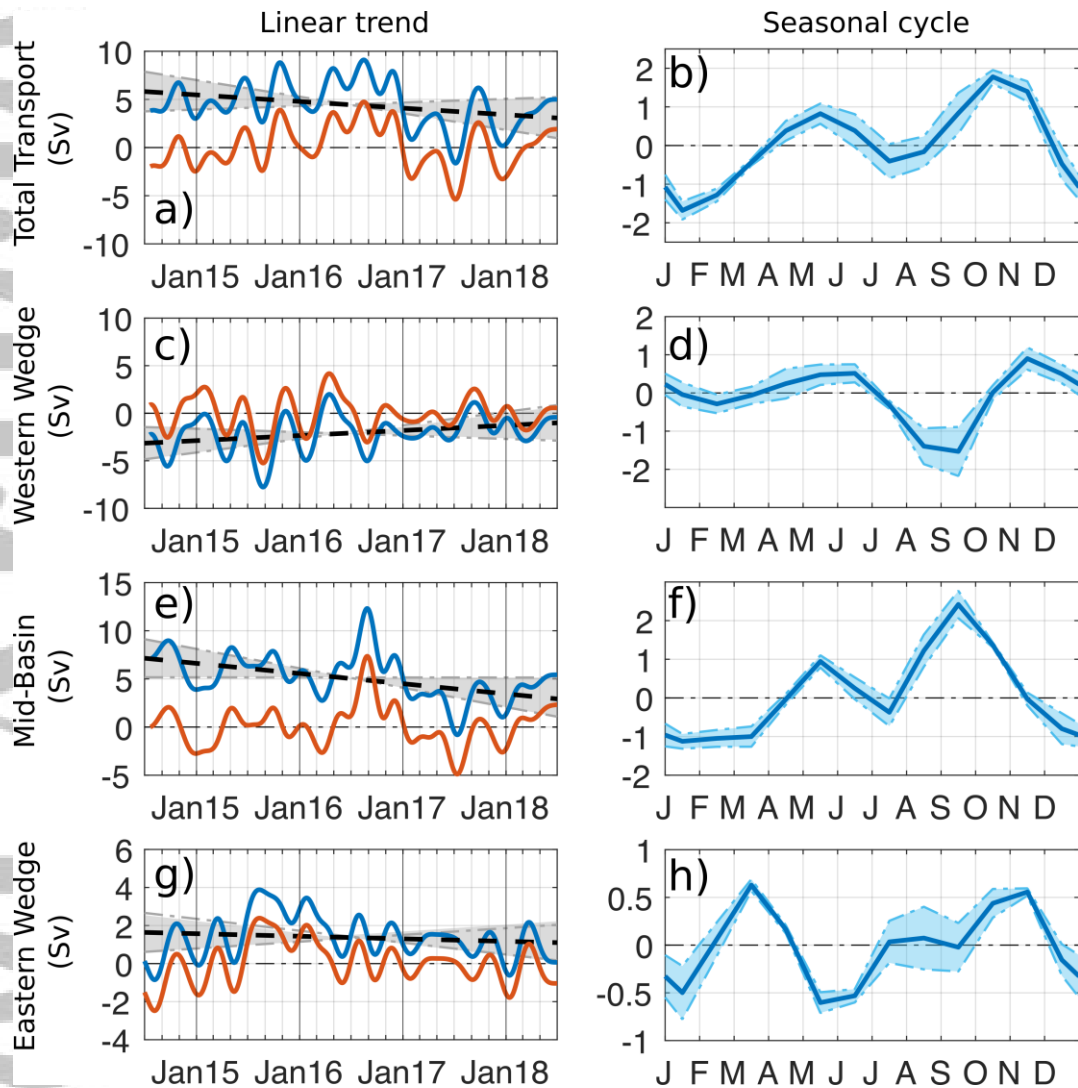 Linear trend
Seasonal cycle
Total Transport
(Sv)
10
5
0
-5
-10
a)
Jan15 Jan16 Jan17 Jan18
2
1
0
-1
-2
b)
J F M A M J J A S O N D
Western Wedge
(Sv)
10
5
0
-5
-10
c)
Jan15 Jan16 Jan17 Jan18
2
1
0
-1
-2
d)
J F M A M J J A S O N D
Mid-Basin
(Sv)
15
10
5
0
-5
e)
Jan15 Jan16 Jan17 Jan18
2
1
0
-1
-2
f)
J F M A M J J A S O N D
Eastern Wedge
(Sv)
6
4
2
0
-2
-4
g)
Jan15 Jan16 Jan17 Jan18
1
0.5
0
-0.5
-1
h)
J F M A M J J A S O N D